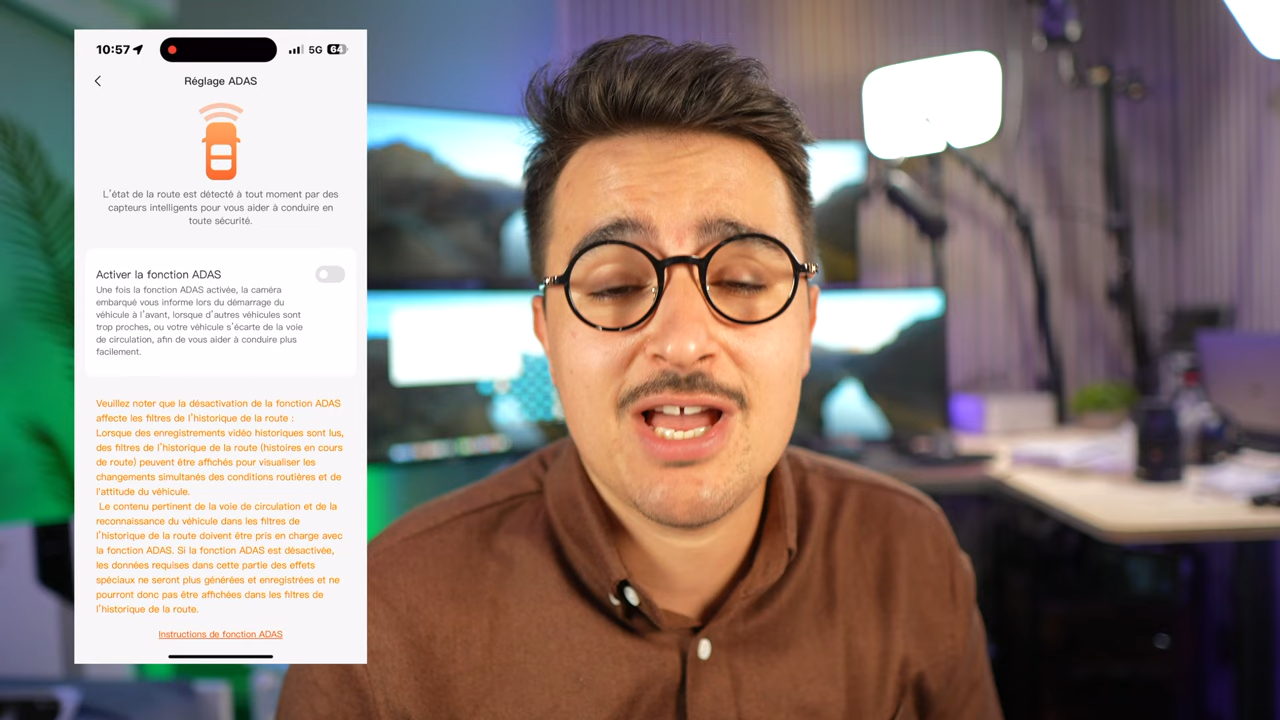 10:57
5G
64
Réglage ADAS
L'état de la route est détecté à tout moment par des
capteurs intelligents pour vous aider à conduire en
toute sécurité.
Activer la fonction ADAS
Une fois la fonction ADAS activée, la caméra
embarqué vous informe lors du démarrage du
véhicule à l'avant, lorsque d'autres véhicules sont
trop proches, ou votre véhicule s'écarte de la voie
de circulation, afin de vous aider à conduire plus
facilement.
Veuillez noter que la désactivation de la fonction ADAS
affecte les filtres de l'historique de la route :
Lorsque des enregistrements vidéo historiques sont lus,
des filtres de l'historique de la route (histoires en cours
de route) peuvent être affichés pour visualiser les
changements simultanés des conditions routières et de
l'attitude du véhicule.
Le contenu pertinent de la voie de circulation et de la
reconnaissance du véhicule dans les filtres de
l'historique de la route doivent être pris en charge avec
la fonction ADAS. Si la fonction ADAS est désactivée,
les données requises dans cette partie des effets
spéciaux ne seront plus générées et enregistrées et ne
pourront donc pas être affichées dans les filtres de
l'historique de la route.
Instructions de fonction ADAS